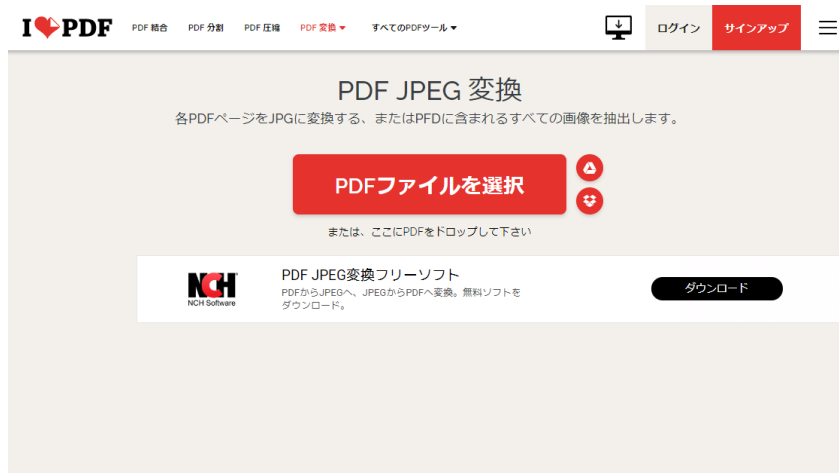 I PDF PDF 結合 PDF 分割 PDF 圧縮 PDF 変換 すべてのPDFツール ログイン サインアップ
PDF JPEG 変換
各PDFページをJPGに変換する、またはPFDに含まれるすべての画像を抽出します。
PDFファイルを選択
または、ここにPDFをドロップして下さい
NCH
NCH Software
PDF JPEG変換フリーソフト
PDFからJPEGへ、JPEGからPDFへ変換。無料ソフトを
ダウンロード。
ダウンロード